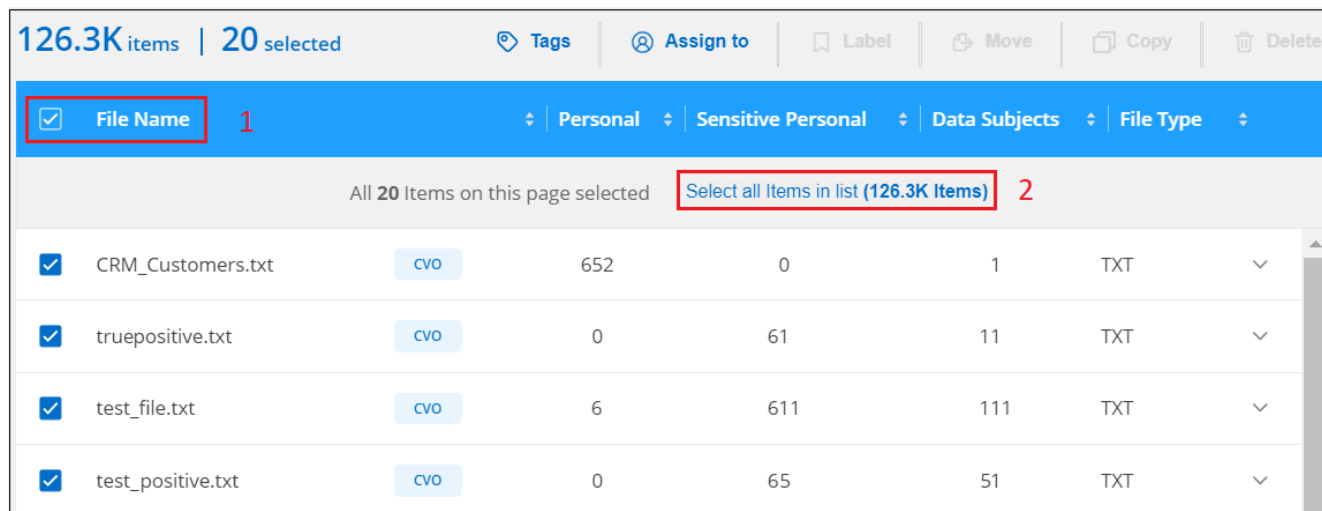 126.3K items | 20 selected Tags Assign to Label Move Copy Delete
File Name 1 Personal Sensitive Personal Data Subjects File Type
All 20 Items on this page selected Select all Items in list (126.3K Items) 2
CRM_Customers.txt CVO 652 0 1 TXT
truepositive.txt CVO 0 61 11 TXT
test_file.txt CVO 6 611 111 TXT
test_positive.txt CVO 0 65 51 TXT